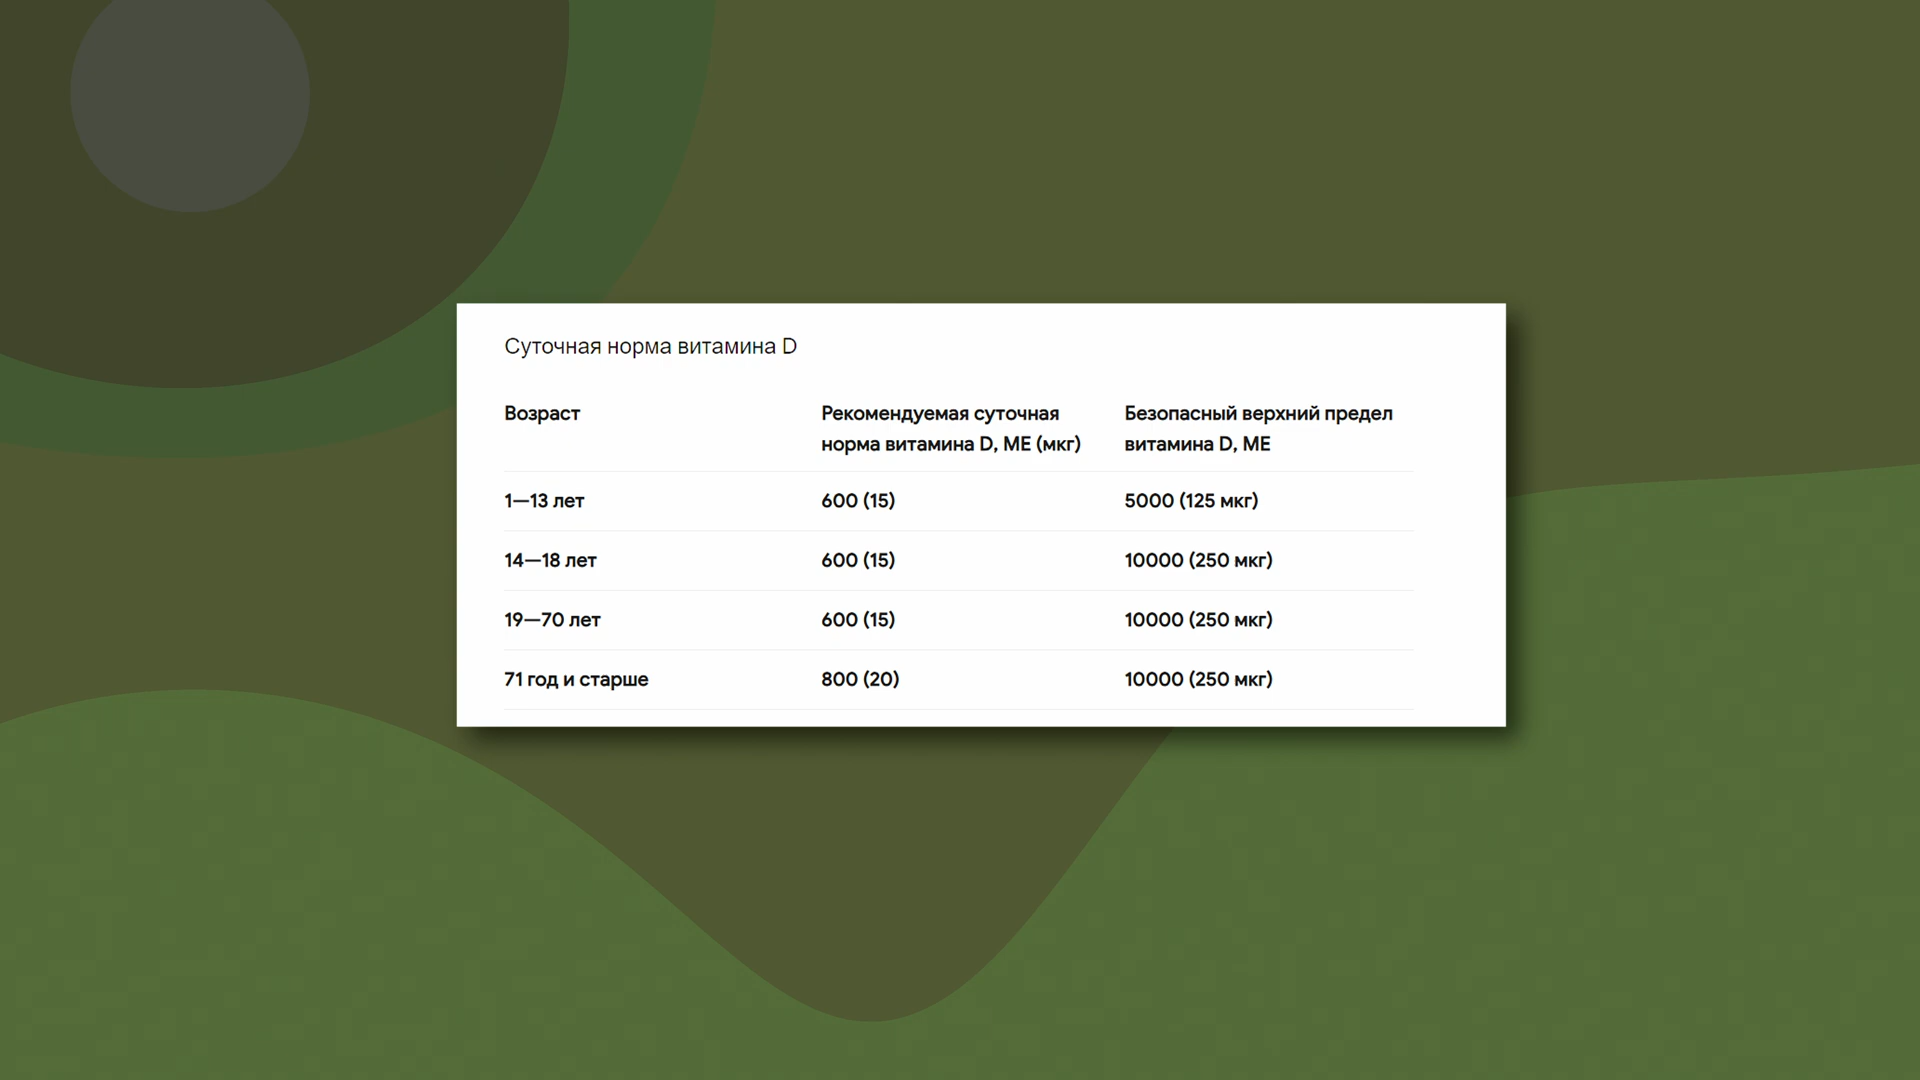 Суточная норма витамина D
Возраст
Рекомендуемая суточная
норма витамина D, МЕ (мкг)
Безопасный верхний предел
витамина D, МЕ
1—13 лет 600 (15) 5000 (125 мкг)
14—18 лет 600 (15) 10000 (250 мкг)
19—70 лет 600 (15) 10000 (250 мкг)
71 год и старше 800 (20) 10000 (250 мкг)